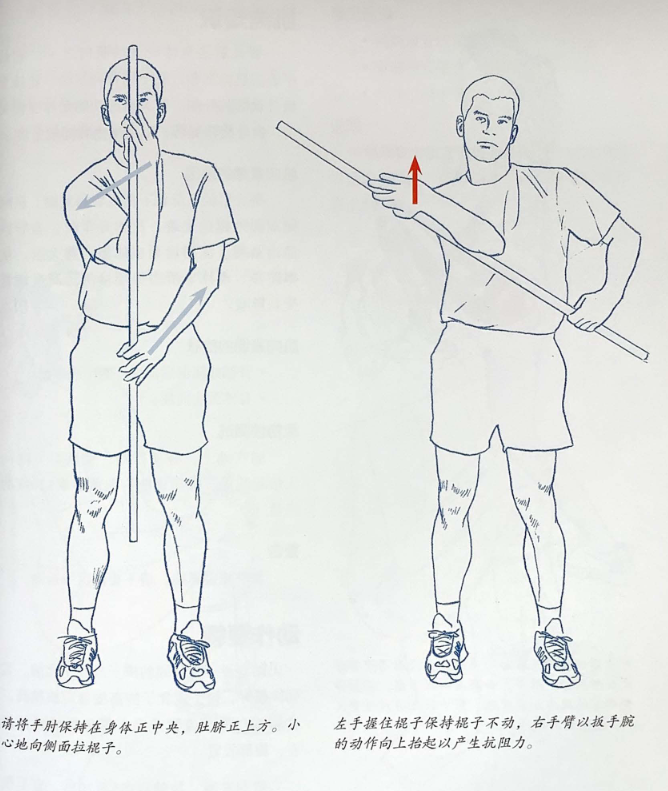 请将手肘保持在身体正中央，肚脐正上方。小
心地向侧面拉棍子。
左手握住棍子保持棍子不动，右手臂以扳手腕
的动作向上抬起以产生抗阻力。